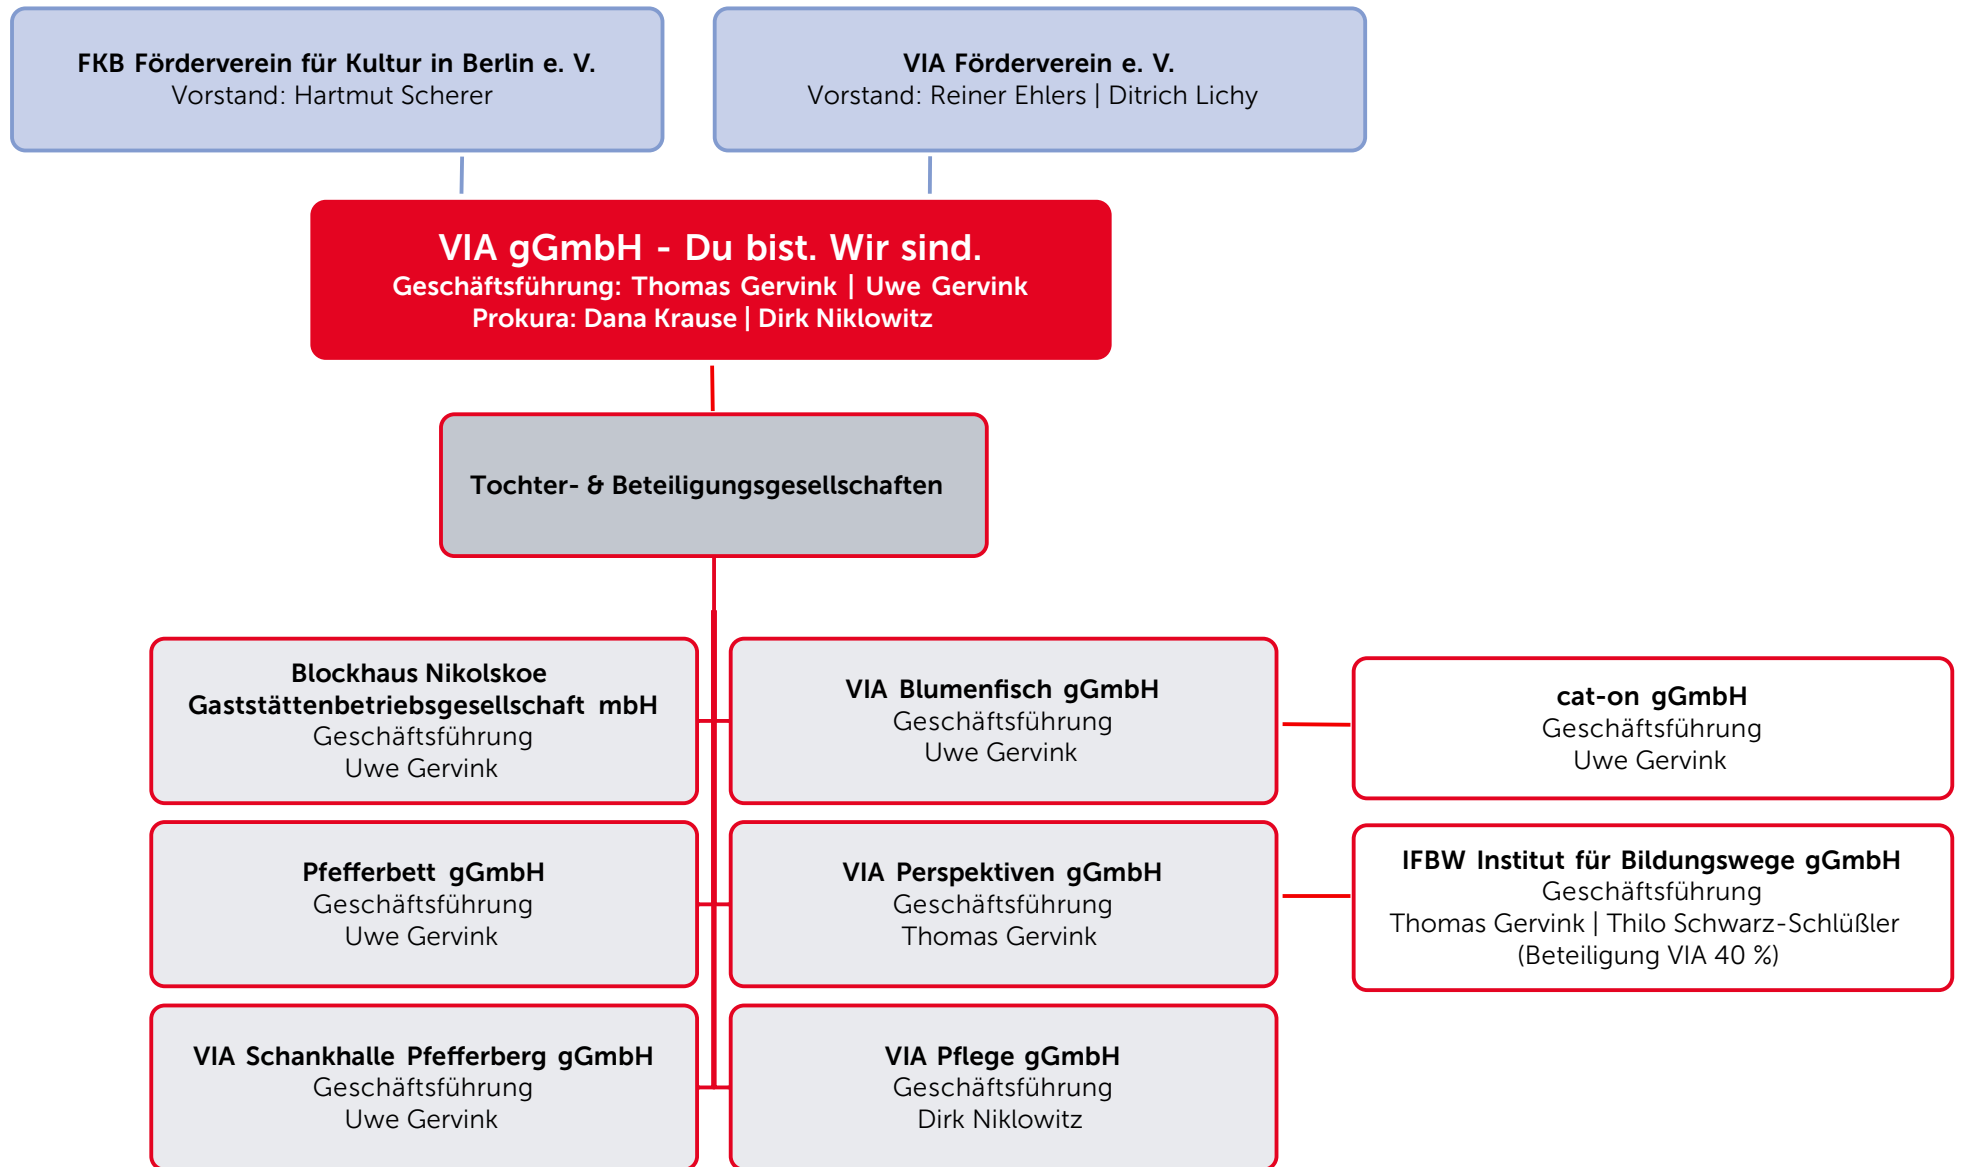 FKB Förderverein für Kultur in Berlin e. V.
Vorstand: Hartmut Scherer
VIA Förderverein e. V.
Vorstand: Reiner Ehlers | Ditrich Lichy
VIA gGmbH - Du bist. Wir sind.
Geschäftsführung: Thomas Gervink | Uwe Gervink
Prokura: Dana Krause | Dirk Niklowitz
Tochter- & Beteiligungsgesellschaften
Blockhaus Nikolskoe
Gaststättenbetriebsgesellschaft mbH
Geschäftsführung
Uwe Gervink
VIA Blumenfisch gGmbH
Geschäftsführung
Uwe Gervink
cat-on gGmbH
Geschäftsführung
Uwe Gervink
Pfefferbett gGmbH
Geschäftsführung
Uwe Gervink
VIA Perspektiven gGmbH
Geschäftsführung
Thomas Gervink
IFBW Institut für Bildungswege gGmbH
Geschäftsführung
Thomas Gervink | Thilo Schwarz-Schlüßler
(Beteiligung VIA 40 %)
VIA Schankhalle Pfefferberg gGmbH
Geschäftsführung
Uwe Gervink
VIA Pflege gGmbH
Geschäftsführung
Dirk Niklowitz